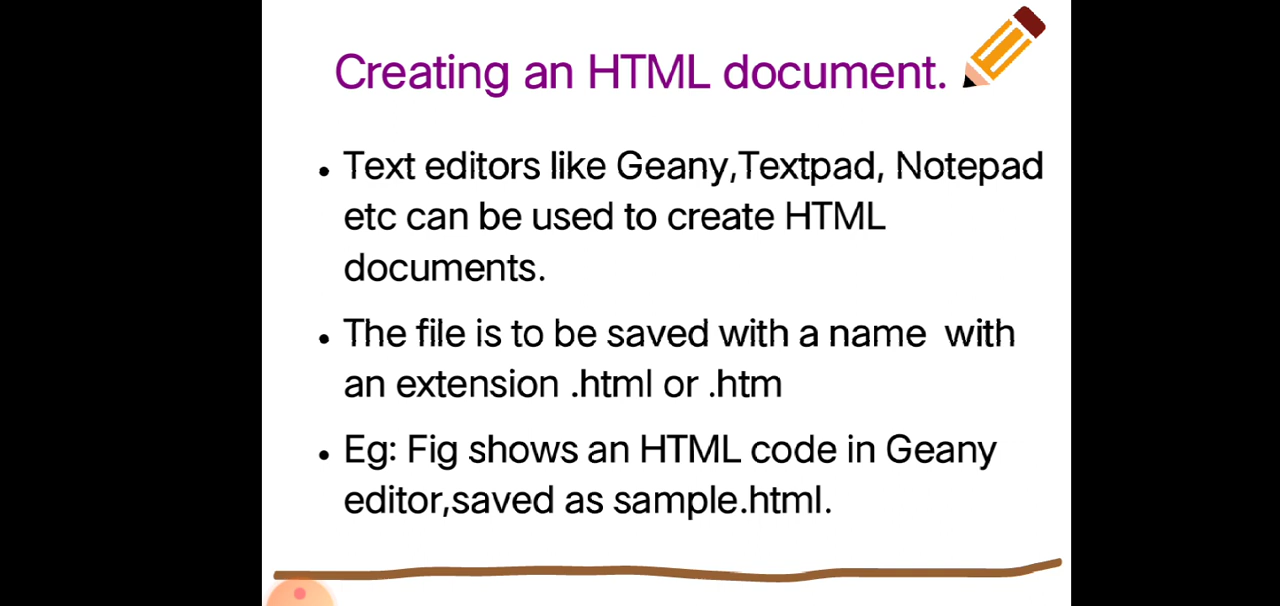 Creating an HTML document.
• Text editors like Geany,Textpad, Notepad
etc can be used to create HTML
documents.
• The file is to be saved with a name with
an extension .html or .htm
• Eg: Fig shows an HTML code in Geany
editor,saved as sample.html.